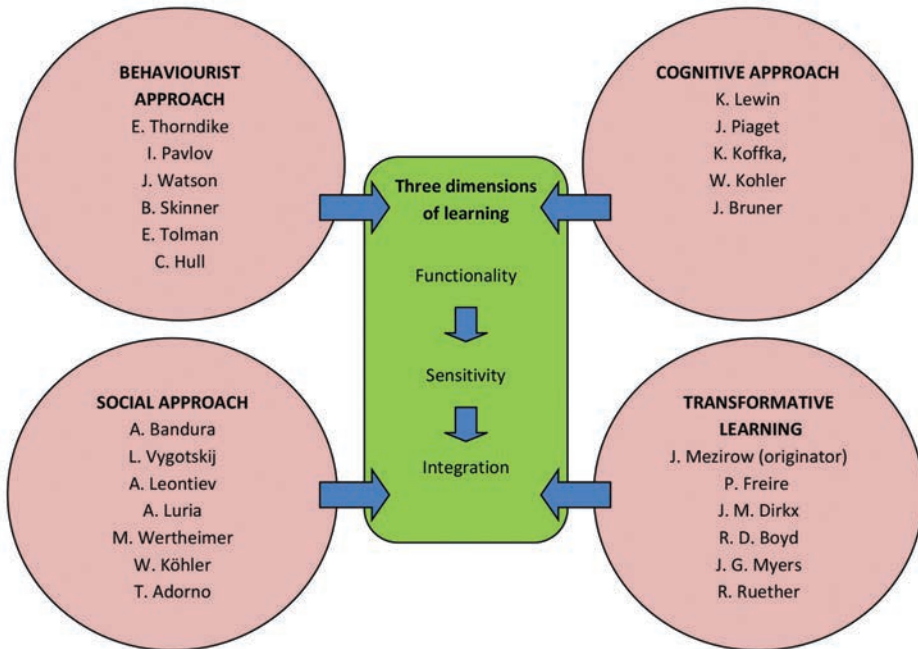 BEHAVIOURIST
APPROACH
E. Thorndike
I. Pavlov
J. Watson
B. Skinner
E. Tolman
C. Hull
COGNITIVE APPROACH
K. Lewin
J. Piaget
K. Koffka,
W. Kohler
J. Bruner
Three dimensions
of learning
Functionality
Sensitivity
Integration
SOCIAL APPROACH
A. Bandura
L. Vygotskij
A. Leontiev
A. Luria
M. Wertheimer
W. Köhler
T. Adorno
TRANSFORMATIVE
LEARNING
J. Mezirow (originator)
P. Freire
J. M. Dirkx
R. D. Boyd
J. G. Myers
R. Ruether